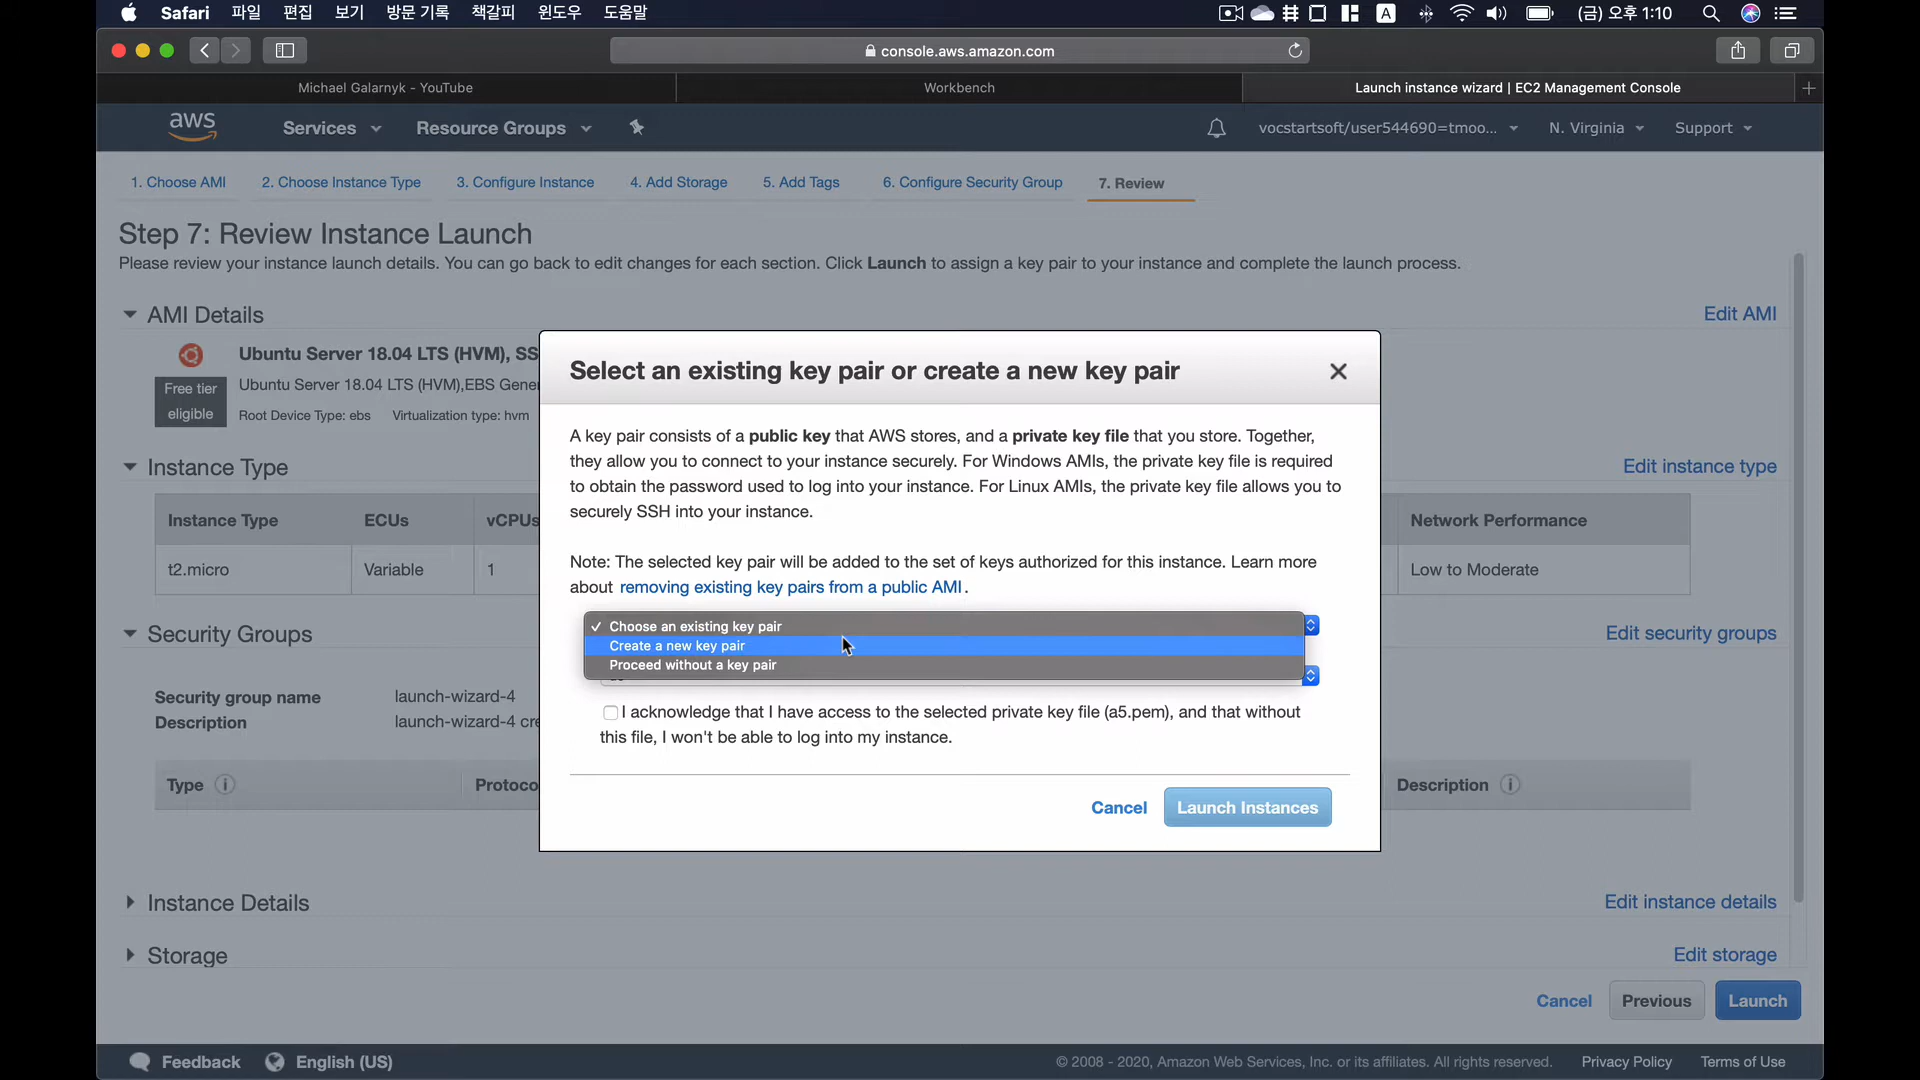 Safari 파일 편집 보기 방문 기록 책갈피 윈도우 도움말 A (금) 오후 1:10
console.aws.amazon.com
Michael Galarnyk - YouTube Workbench Launch instance wizard | EC2 Management Console
aws Services Resource Groups vocstartsoft/user544690=tmoo... N. Virginia Support
1. Choose AMI 2. Choose Instance Type 3. Configure Instance 4. Add Storage 5. Add Tags 6. Configure Security Group 7. Review
Step 7: Review Instance Launch
Please review your instance launch details. You can go back to edit changes for each section. Click Launch to assign a key pair to your instance and complete the launch process.
AMI Details Edit AMI
Ubuntu Server 18.04 LTS (HVM), SS
Free tier eligible
Ubuntu Server 18.04 LTS (HVM),EBS Gener
Root Device Type: ebs Virtualization type: hvm
Select an existing key pair or create a new key pair
A key pair consists of a public key that AWS stores, and a private key file that you store. Together,
they allow you to connect to your instance securely. For Windows AMIs, the private key file is required
to obtain the password used to log into your instance. For Linux AMIs, the private key file allows you to
securely SSH into your instance.
Note: The selected key pair will be added to the set of keys authorized for this instance. Learn more
about removing existing key pairs from a public AMI.
✓ Choose an existing key pair
Create a new key pair
Proceed without a key pair
I acknowledge that I have access to the selected private key file (a5.pem), and that without
this file, I won't be able to log into my instance.
Cancel Launch Instances
Instance Type Edit instance type
Instance Type ECUs vCPUs Network Performance
t2.micro Variable 1 Low to Moderate
Security Groups Edit security groups
Security group name launch-wizard-4
Description launch-wizard-4 cre
Type Protoco Description
Instance Details Edit instance details
Storage Edit storage
Cancel Previous Launch
Feedback English (US) © 2008 - 2020, Amazon Web Services, Inc. or its affiliates. All rights reserved. Privacy Policy Terms of Use